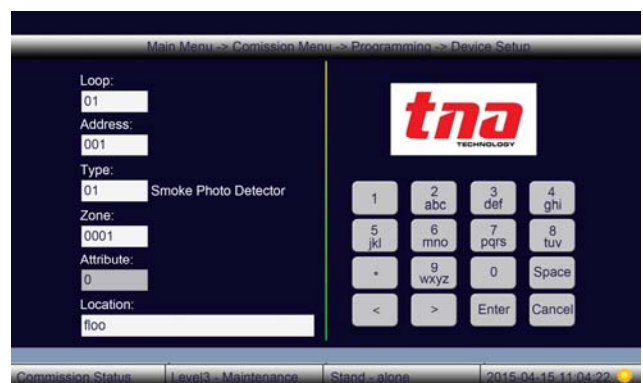 Main Menu -> Comission Menu -> Programming -> Device Setup
Loop:
01
Address:
001
Type:
01 Smoke Photo Detector
Zone:
0001
Attribute:
0
Location:
floo
tna
TECHNOLOGY
1 2 3 4
abc def ghi
5 6 7 8
jkl mno pqrs tuv
* 9 0 Space
wxyz
< > Enter Cancel
Commission Status Level3 - Maintenance Stand - alone 2015-04-15 11:04:22